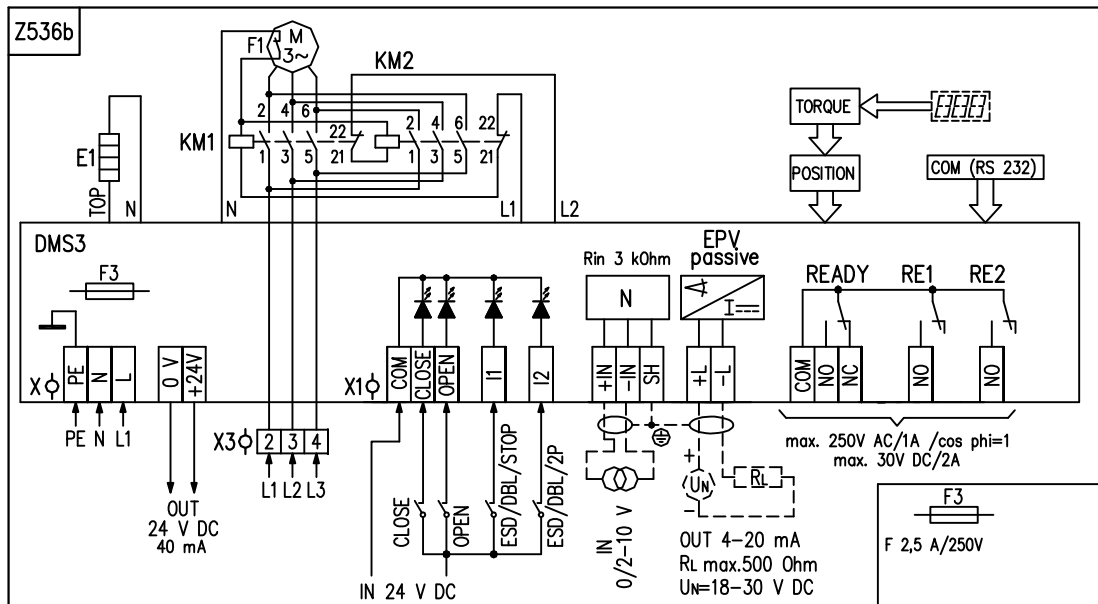 Z536b
F1
M
3~
KM2
2 4 6
22
2 4 6 22
KM1
1 3 5
21
1 3 5 21
E1
TOP
N
N
L1
L2
TORQUE
POSITION
COM (RS 232)
DMS3
F3
Rin 3 kOhm
N
EPV
passive
I
READY
RE1
RE2
X
PE
N
L
0 V
+24V
X1
COM
CLOSE
OPEN
I1
I2
+IN
-IN
SH
+L
-L
COM
NO
NC
NO
NO
PE N L1
X3
2 3 4
L1 L2 L3
OUT
24 V DC
40 mA
CLOSE
OPEN
ESD/DBL/STOP
ESD/DBL/2P
IN 24 V DC
IN
0/2-10 V
+
UN
-
RL
OUT 4-20 mA
RL max.500 Ohm
UN=18-30 V DC
max. 250V AC/1A /cos phi=1
max. 30V DC/2A
F3
F 2,5 A/250V